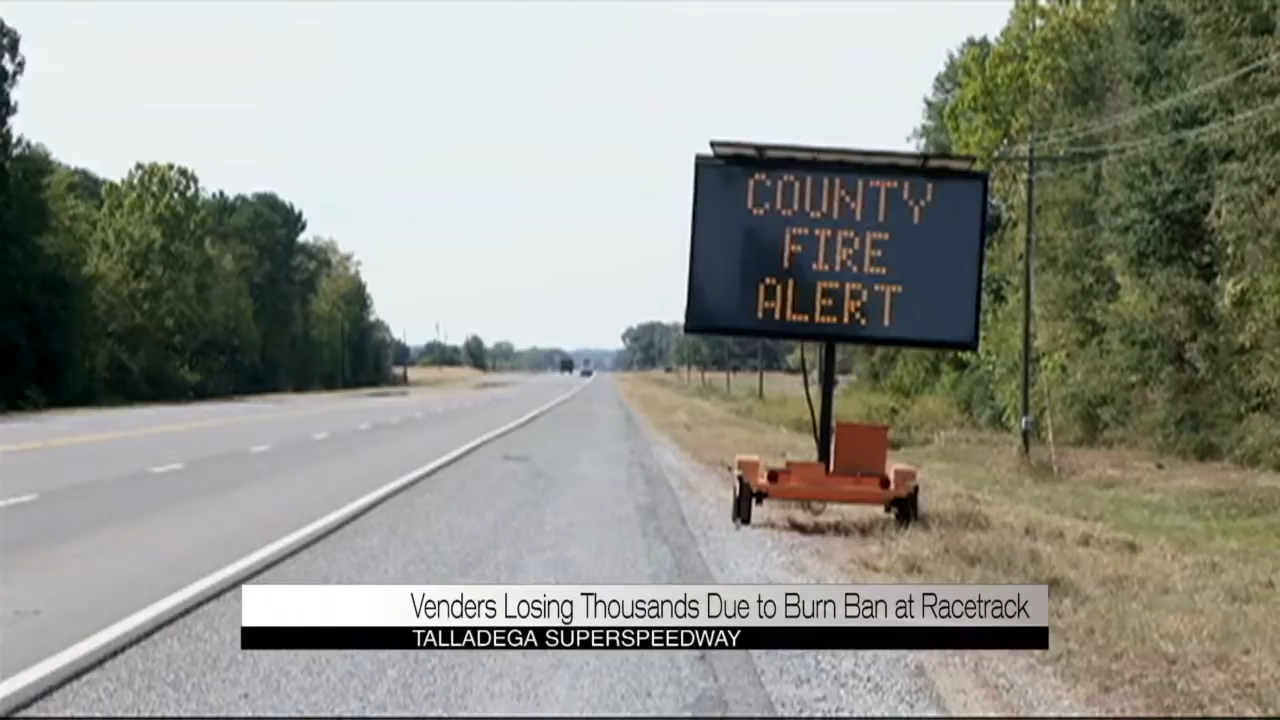 COUNTY
FIRE
ALERT
Venders Losing Thousands Due to Burn Ban at Racetrack
TALLADEGA SUPERSPEEDWAY